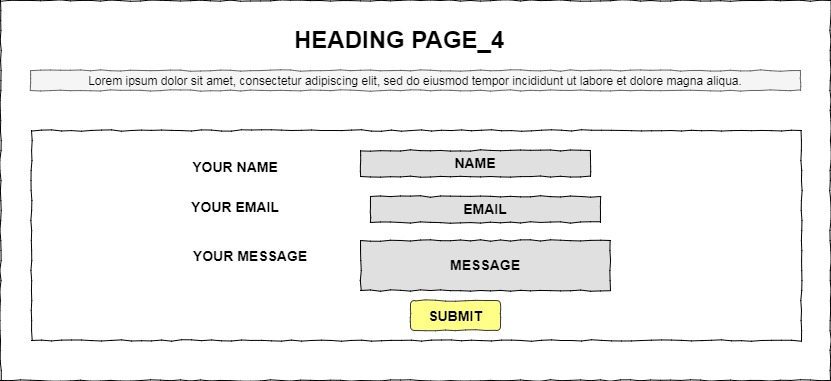 HEADING PAGE_4
Lorem ipsum dolor sit amet, consectetur adipiscing elit, sed do eiusmod tempor incididunt ut labore et dolore magna aliqua.
YOUR NAME NAME
YOUR EMAIL EMAIL
YOUR MESSAGE MESSAGE
SUBMIT